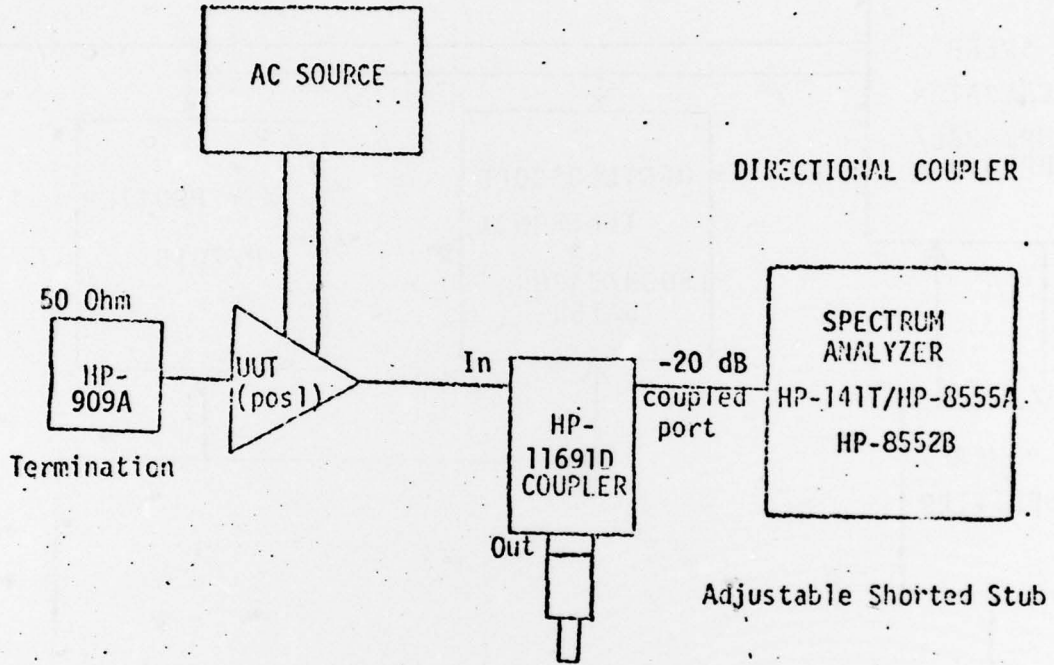 AC SOURCE
DIRECTIONAL COUPLER
50 Ohm
HP-
909A
Termination
UUT
(pos1)
In
-20 dB
coupled
port
HP-
11691D
COUPLER
Out
SPECTRUM
ANALYZER
HP-141T/HP-8555A
HP-8552B
Adjustable Shorted Stub